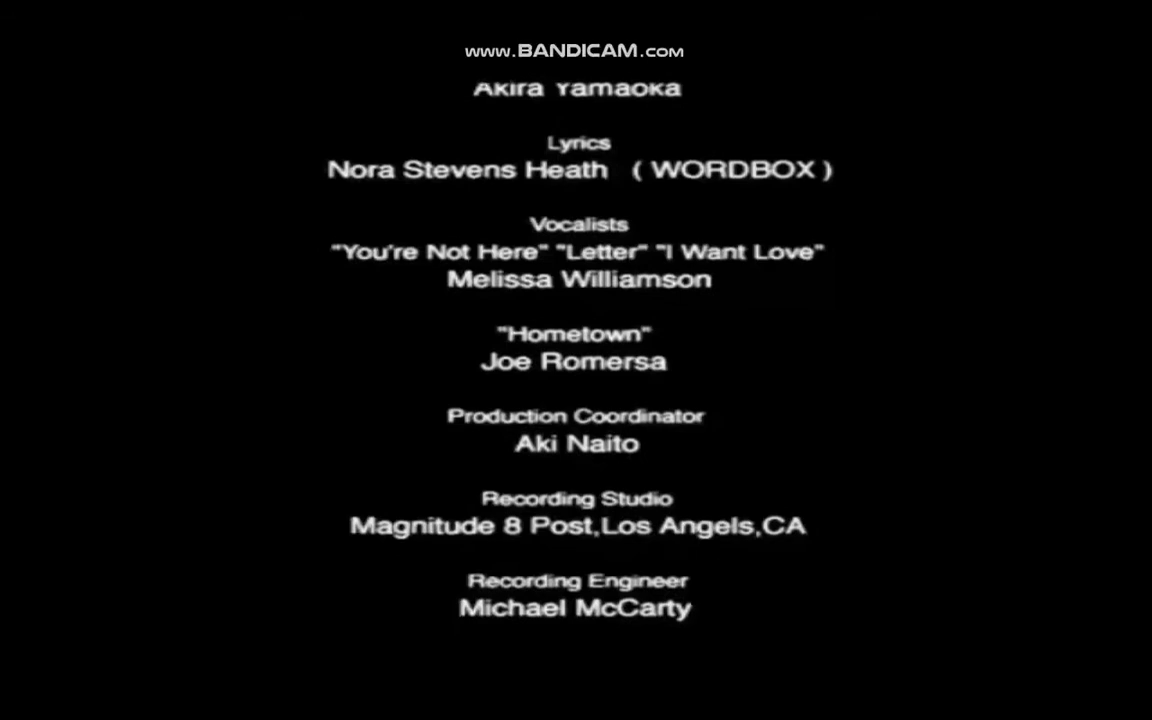 www.BANDICAM.com
Akira Yamaoka
Lyrics
Nora Stevens Heath ( WORDBOX )
Vocalists
"You're Not Here" "Letter" "I Want Love"
Melissa Williamson
"Hometown"
Joe Romersa
Production Coordinator
Aki Naito
Recording Studio
Magnitude 8 Post,Los Angels,CA
Recording Engineer
Michael McCarty